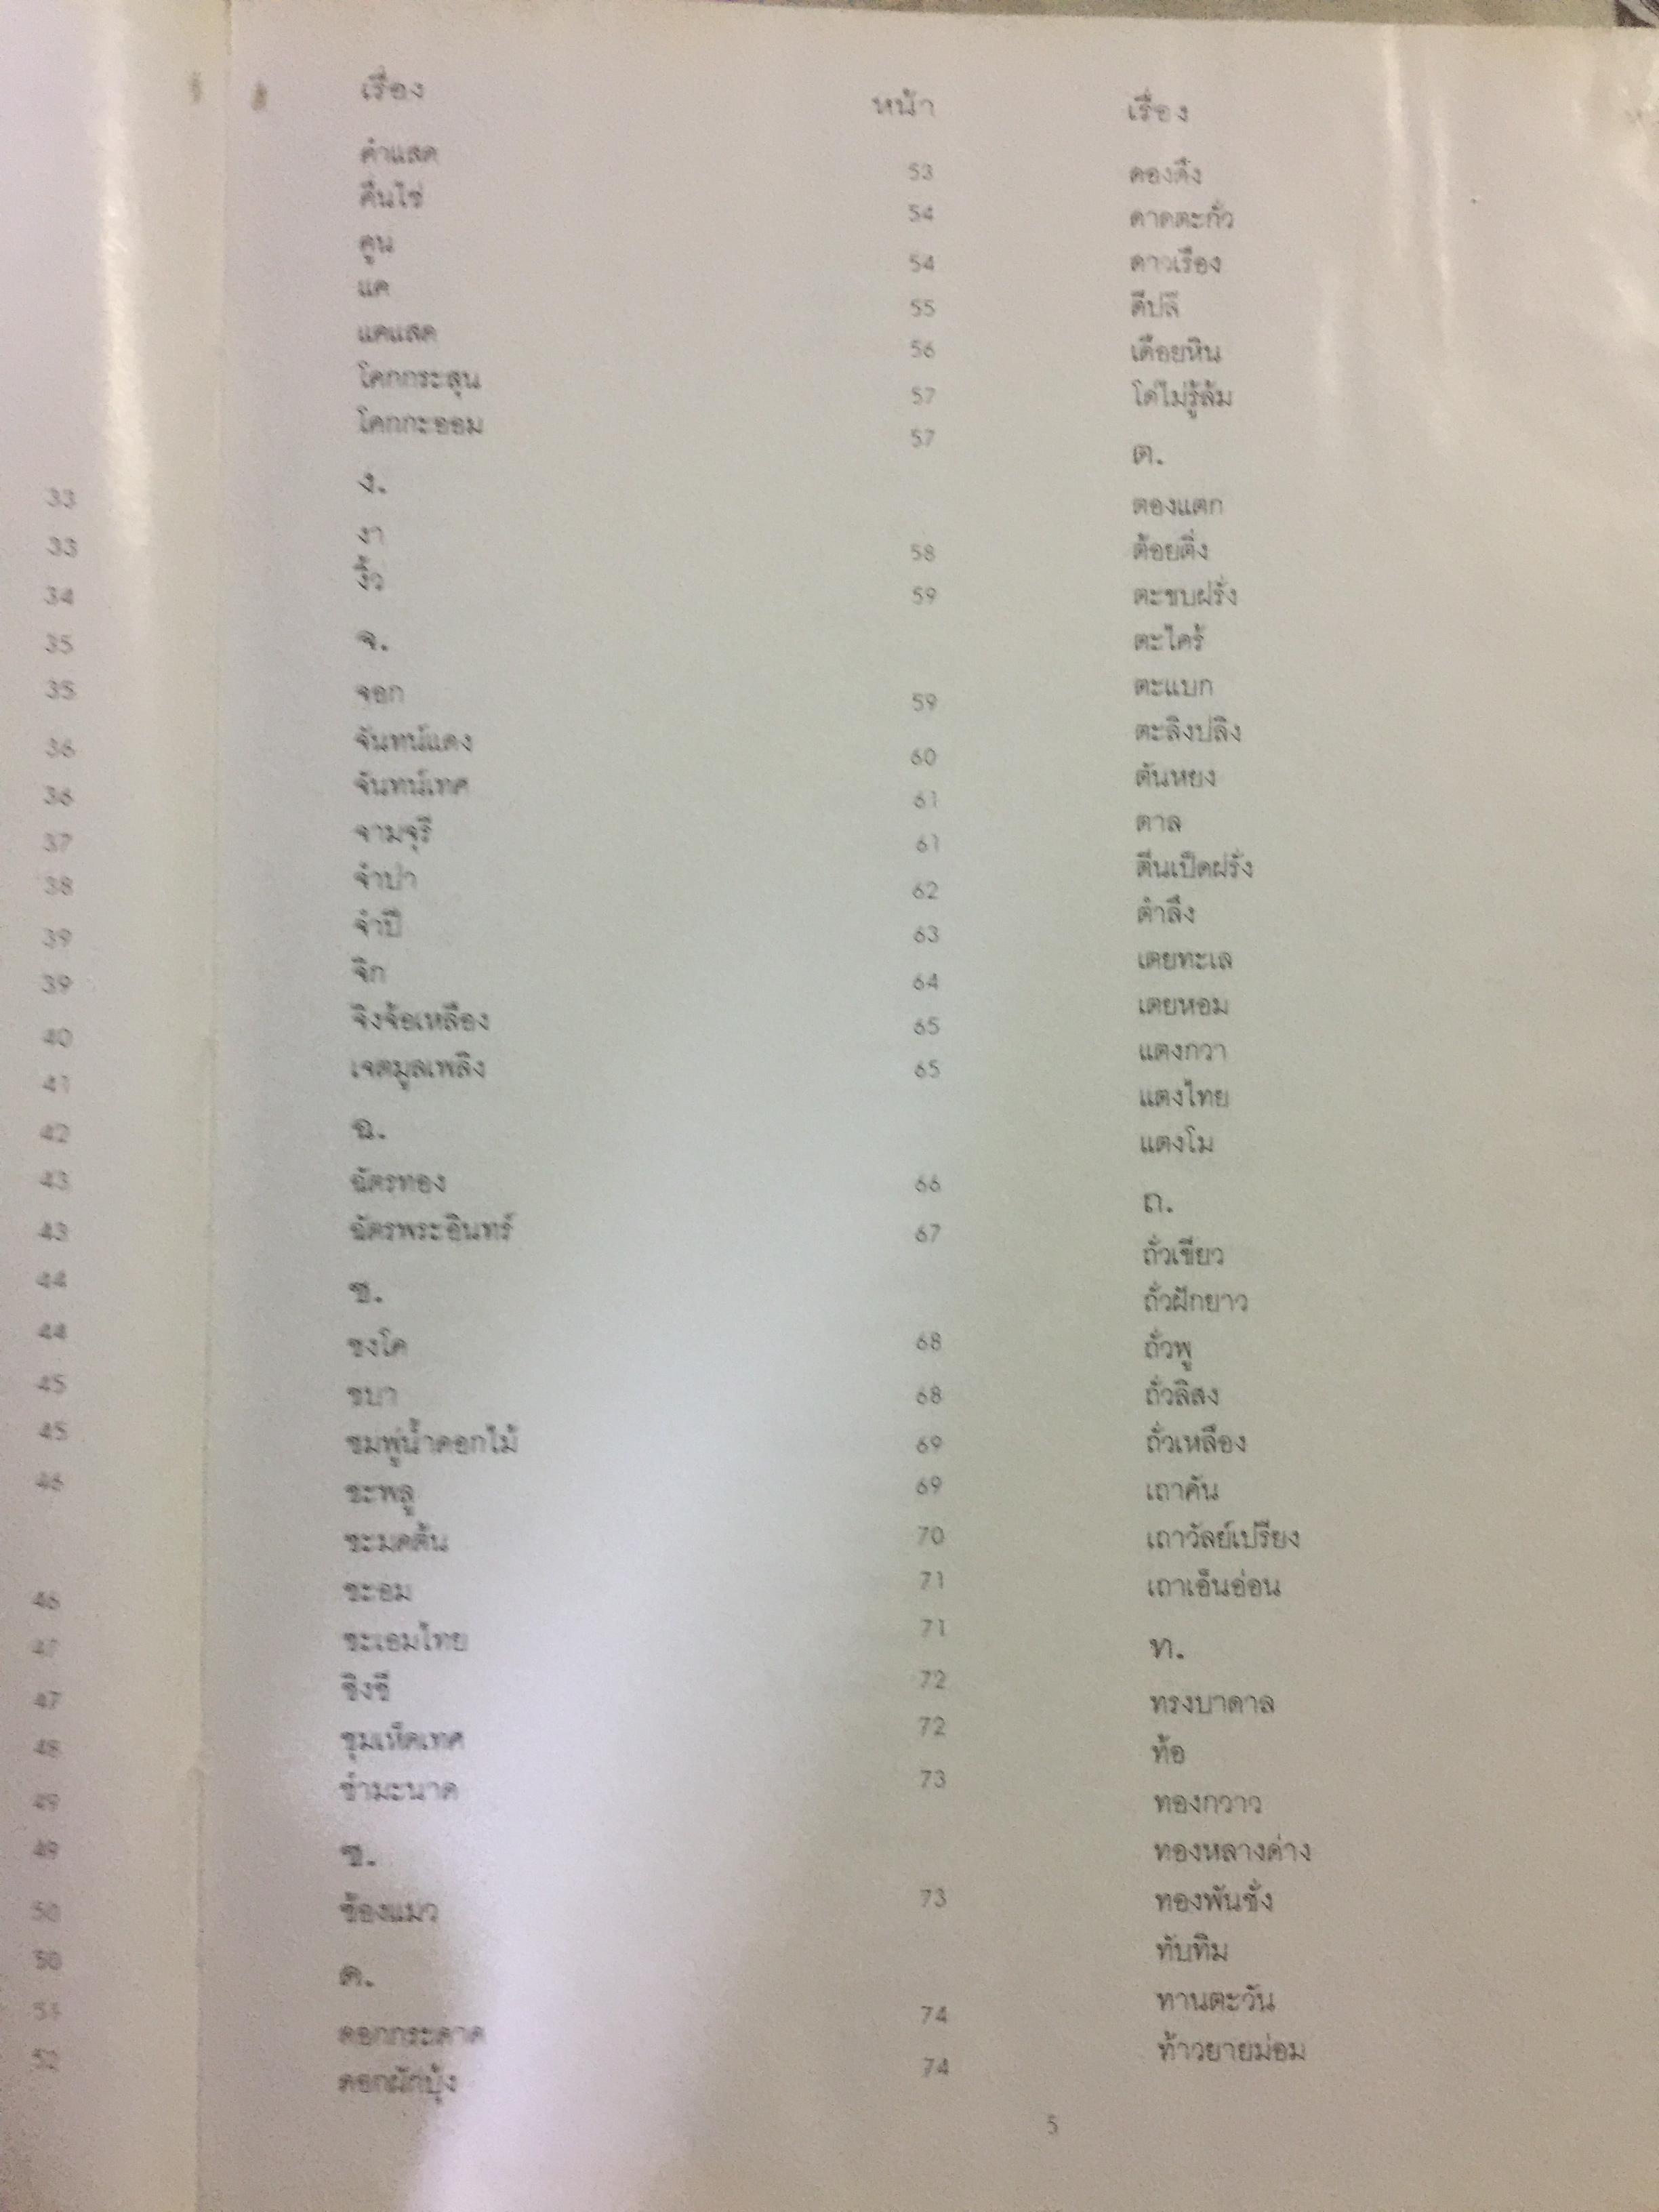 33
33
34
35
35
36
36
37
38
39
39
40
41
42
43
43
44
44
45
45
46
46
47
47
48
49
49
50
50
51
52
เรื่อง หน้า
คำแสด 53
คื่นไช่ 54
คูน 54
แค 55
แคแสด 56
โคกกระสุน 57
โคกกะออม 57
ง.
งา 58
งิ้ว 59
จ.
จอก 59
จันทน์แดง 60
จันทน์เทศ 61
จามจุรี 61
จำปา 62
จำปี 63
จิก 64
จิงจ้อเหลือง 65
เจตมูลเพลิง 65
ฉ.
ฉัตรทอง 66
ฉัตรพระอินทร์ 67
ช.
ชงโค 68
ชบา 68
ชมพู่น้ำดอกไม้ 69
ชะพลู 69
ชะมดต้น 70
ชะอม 71
ชะเอมไทย 71
ชิงชี่ 72
ชุมเห็ดเทศ 72
ชำมะนาด 73
ซ.
ซ้องแมว 73
ด.
ดอกกระดาด 74
ดอกผักบุ้ง 74
เรื่อง
ดองดึง
ดาดตะกั่ว
ดาวเรือง
ดีปลี
เดือยหิน
โด่ไม่รู้ล้ม
ต.
ตองแตก
ต้อยติ่ง
ตะขบฝรั่ง
ตะไคร้
ตะแบก
ตะลิงปลิง
ตันหยง
ตาล
ตีนเป็ดฝรั่ง
ตำลึง
เตยทะเล
เตยหอม
แตงกวา
แตงไทย
แตงโม
ถ.
ถั่วเขียว
ถั่วฝักยาว
ถั่วพู
ถั่วลิสง
ถั่วเหลือง
เถาคัน
เถาวัลย์เปรียง
เถาเอ็นอ่อน
ท.
ทรงบาดาล
ท้อ
ทองกวาว
ทองหลางด่าง
ทองพันชั่ง
ทับทิม
ทานตะวัน
ท้าวยายม่อม
5